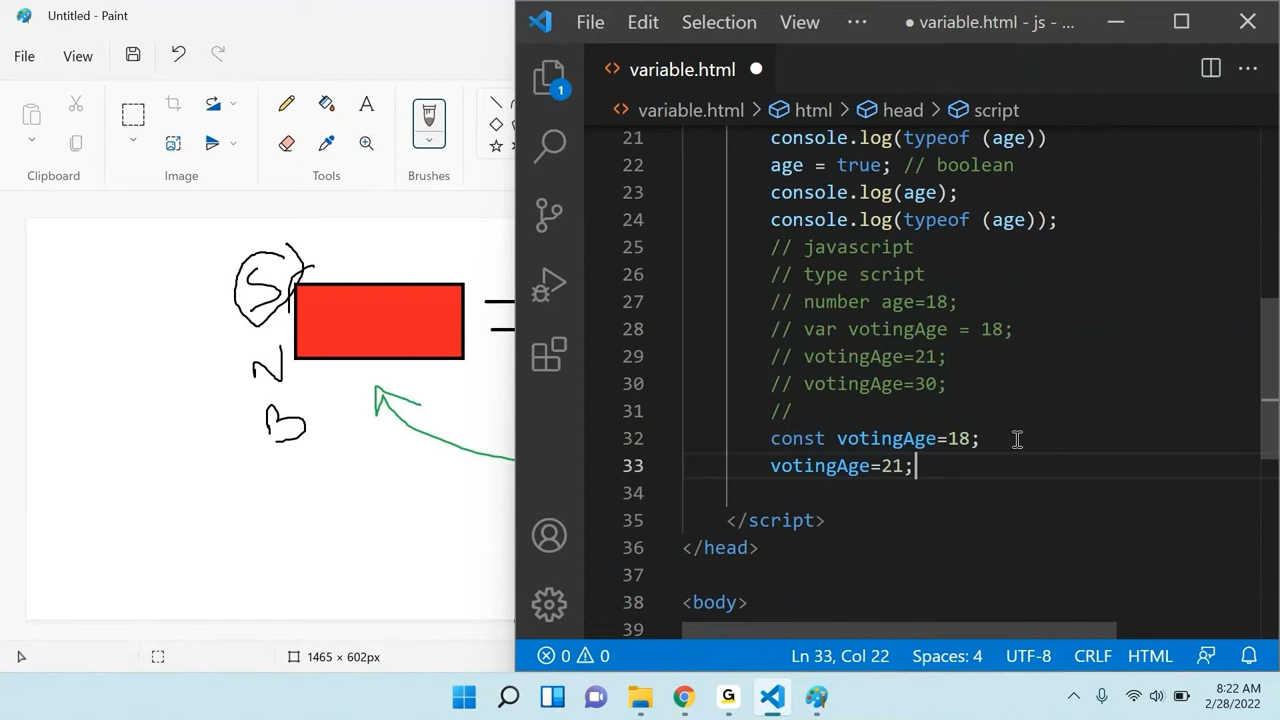 Untitled - Paint
File View
Clipboard
Image
Tools
Brushes
S
N
B
1465 × 602px
File Edit Selection View ··· ● variable.html - js - ...
variable.html
variable.html > html > head > script
1
21 console.log(typeof (age))
22 age = true; // boolean
23 console.log(age);
24 console.log(typeof (age));
25 // javascript
26 // type script
27 // number age=18;
28 // var votingAge = 18;
29 // votingAge=21;
30 // votingAge=30;
31 //
32 const votingAge=18;
33 votingAge=21;
34
35 </script>
36 </head>
37
38 <body>
39
0 0 Ln 33, Col 22 Spaces: 4 UTF-8 CRLF HTML
8:22 AM
2/28/2022